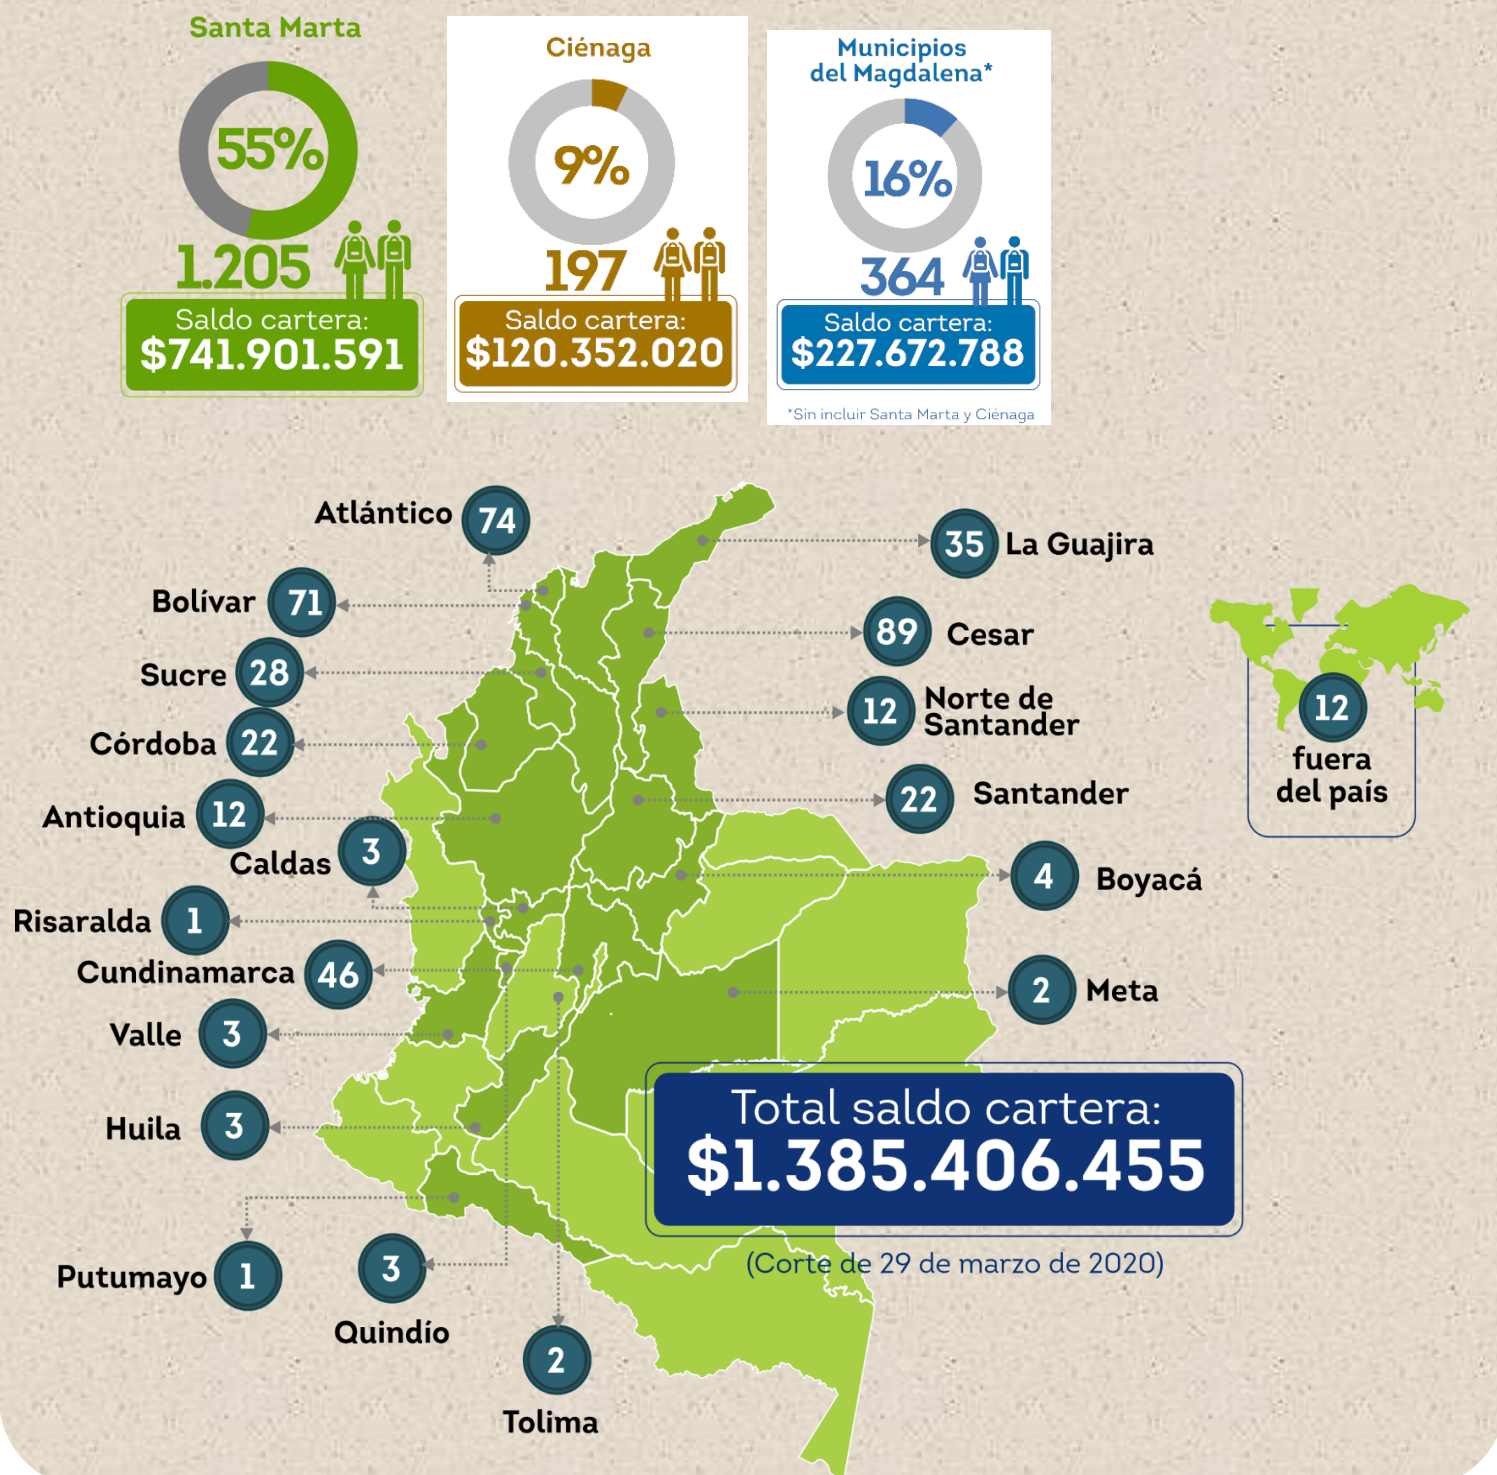 Santa Marta
55%
1.205
Saldo cartera:
$741.901.591
Ciénaga
9%
197
Saldo cartera:
$120.352.020
Municipios
del Magdalena*
16%
364
Saldo cartera:
$227.672.788
*Sin incluir Santa Marta y Ciénaga
Atlántico 74
35 La Guajira
Bolívar 71
89 Cesar
Sucre 28
12 Norte de
Santander
Córdoba 22
12
fuera
del país
Antioquia 12
22 Santander
Caldas 3
4 Boyacá
Risaralda 1
Cundinamarca 46
2 Meta
Valle 3
Huila 3
Total saldo cartera:
$1.385.406.455
(Corte de 29 de marzo de 2020)
Putumayo 1
3
Quindío
2
Tolima